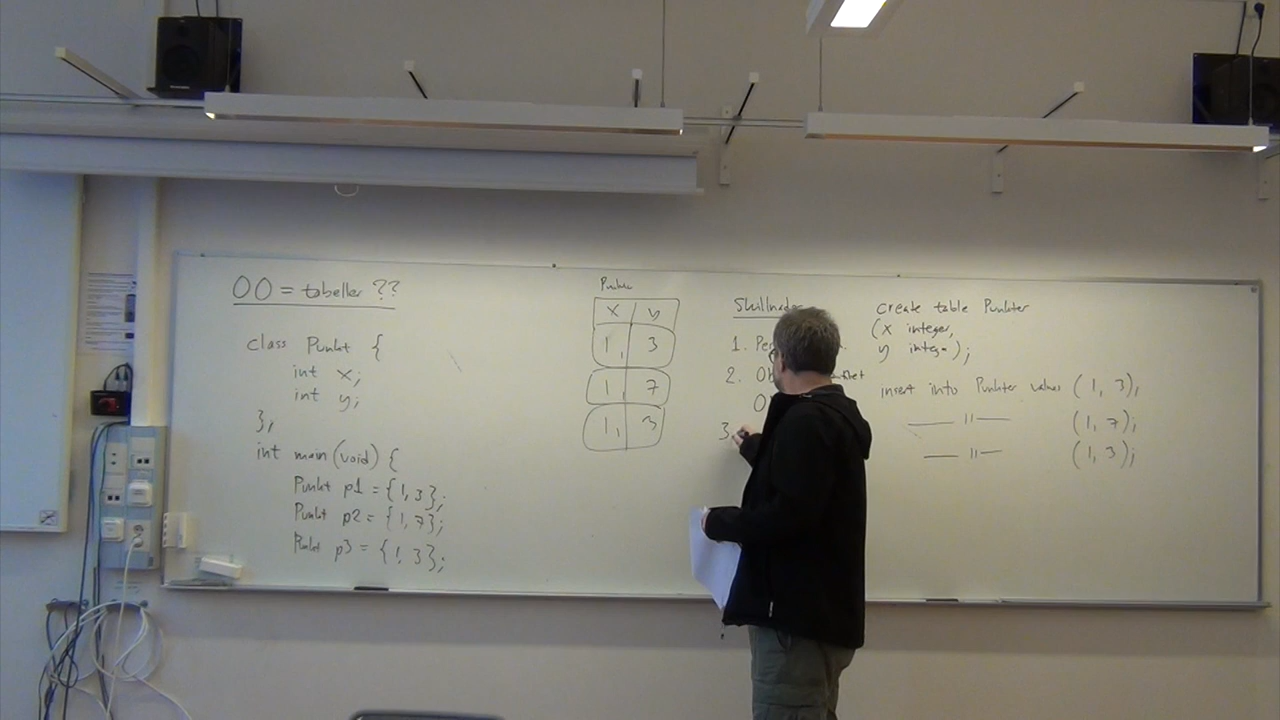 OO = tabeller ??
class Punkt {
int x;
int y;
};
int main(void) {
Punkt p1 = {1, 3};
Punkt p2 = {1, 7};
Punkt p3 = {1, 3};
x y
1, 3
1 7
1, 3
Skillnader
1.
2.
3.
create table Punkter
(x integer,
y integer);
insert into Punkter values (1, 3);
—— 〃 —— (1, 7);
—— 〃 —— (1, 3);